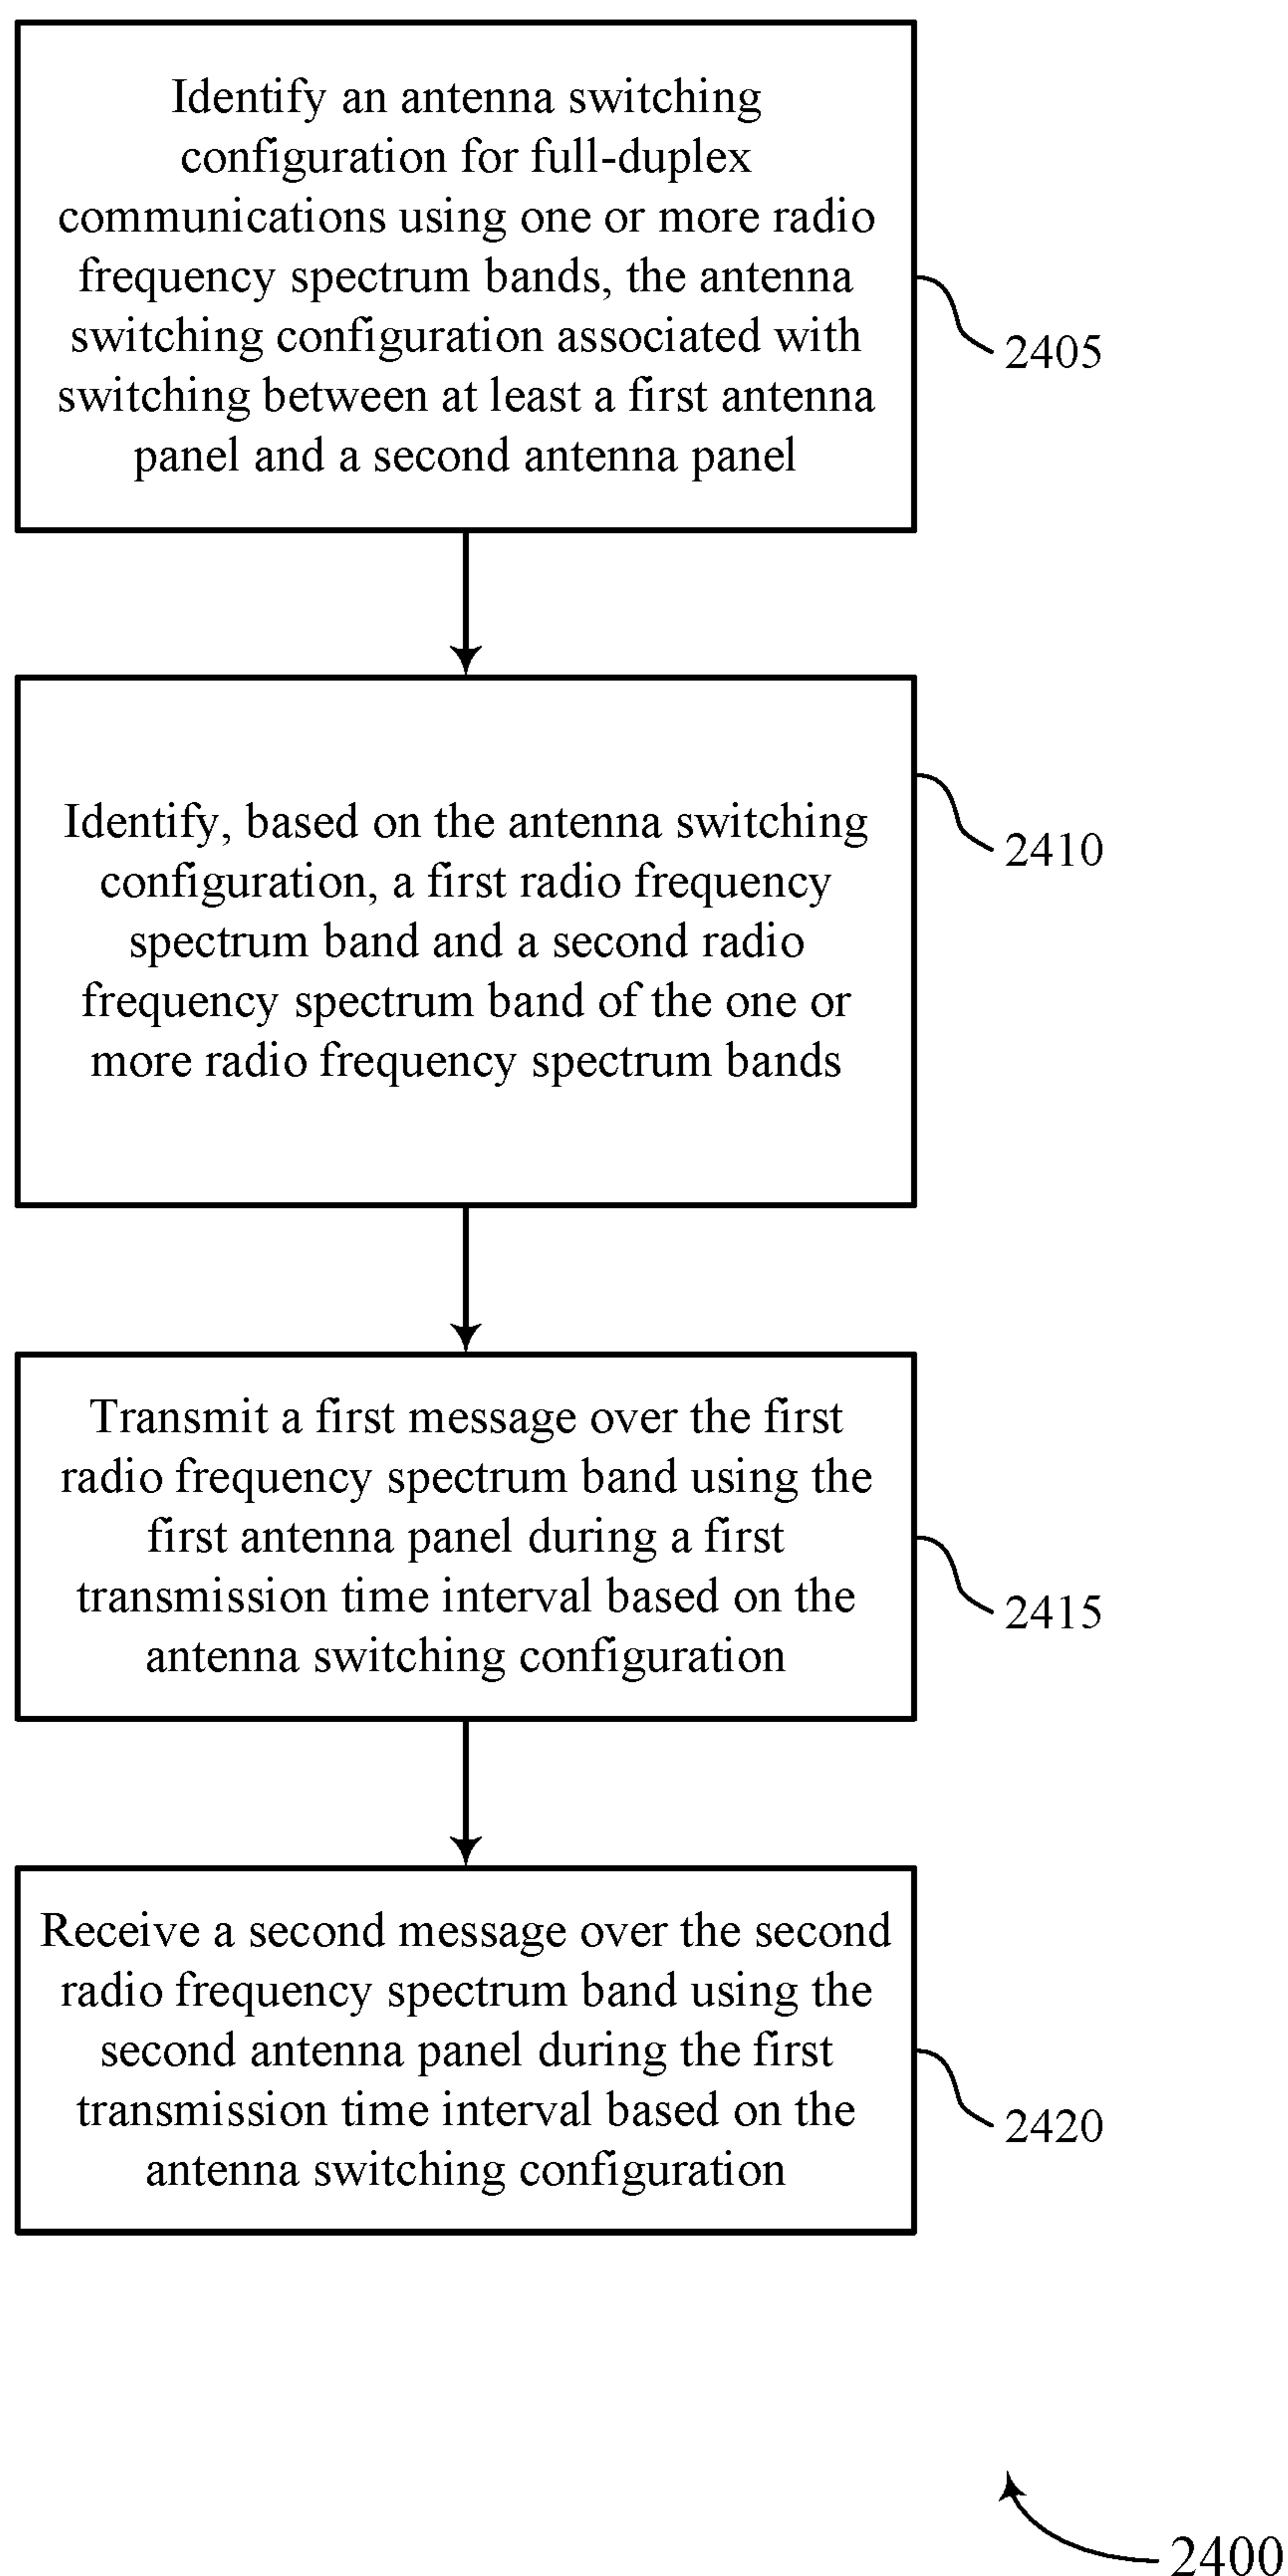 Identify an antenna switching
configuration for full-duplex
communications using one or more radio
frequency spectrum bands, the antenna
switching configuration associated with
switching between at least a first antenna
panel and a second antenna panel
2405
Identify, based on the antenna switching
configuration, a first radio frequency
spectrum band and a second radio
frequency spectrum band of the one or
more radio frequency spectrum bands
2410
Transmit a first message over the first
radio frequency spectrum band using the
first antenna panel during a first
transmission time interval based on the
antenna switching configuration
2415
Receive a second message over the second
radio frequency spectrum band using the
second antenna panel during the first
transmission time interval based on the
antenna switching configuration
2420
2400